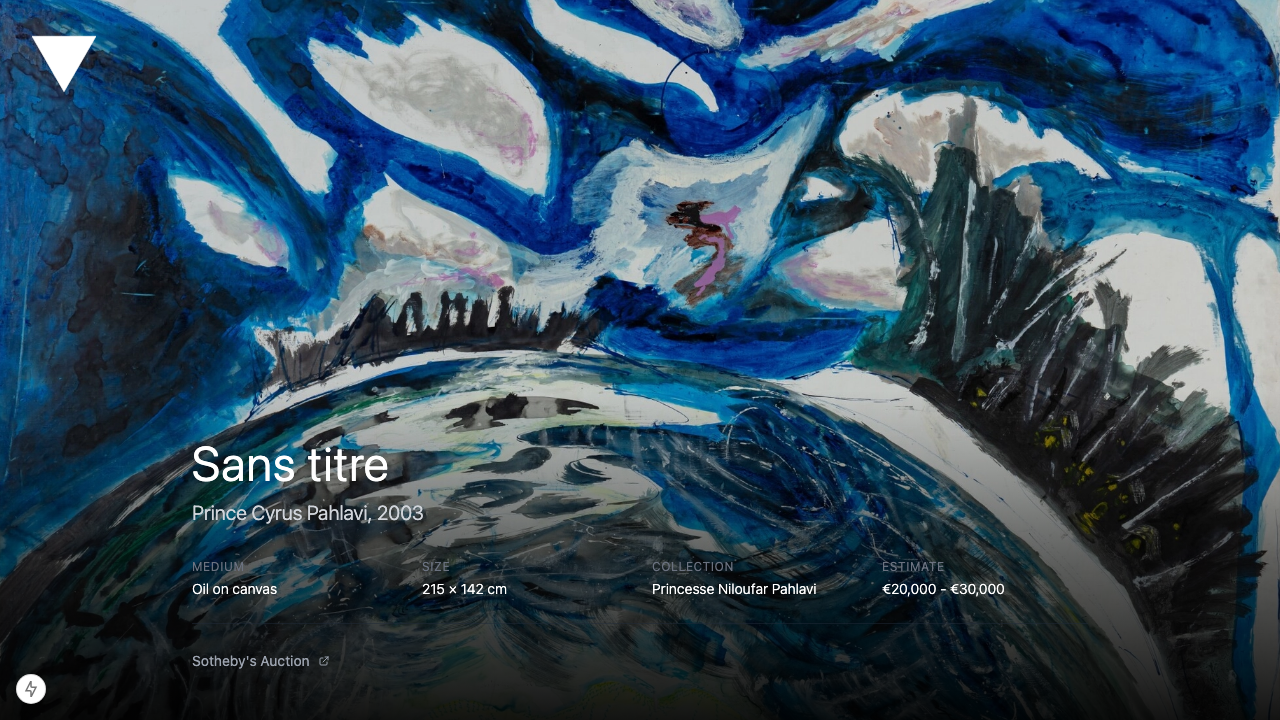 Sans titre
Prince Cyrus Pahlavi, 2003
MEDIUM
Oil on canvas
SIZE
215 × 142 cm
COLLECTION
Princesse Niloufar Pahlavi
ESTIMATE
€20,000 - €30,000
Sotheby's Auction